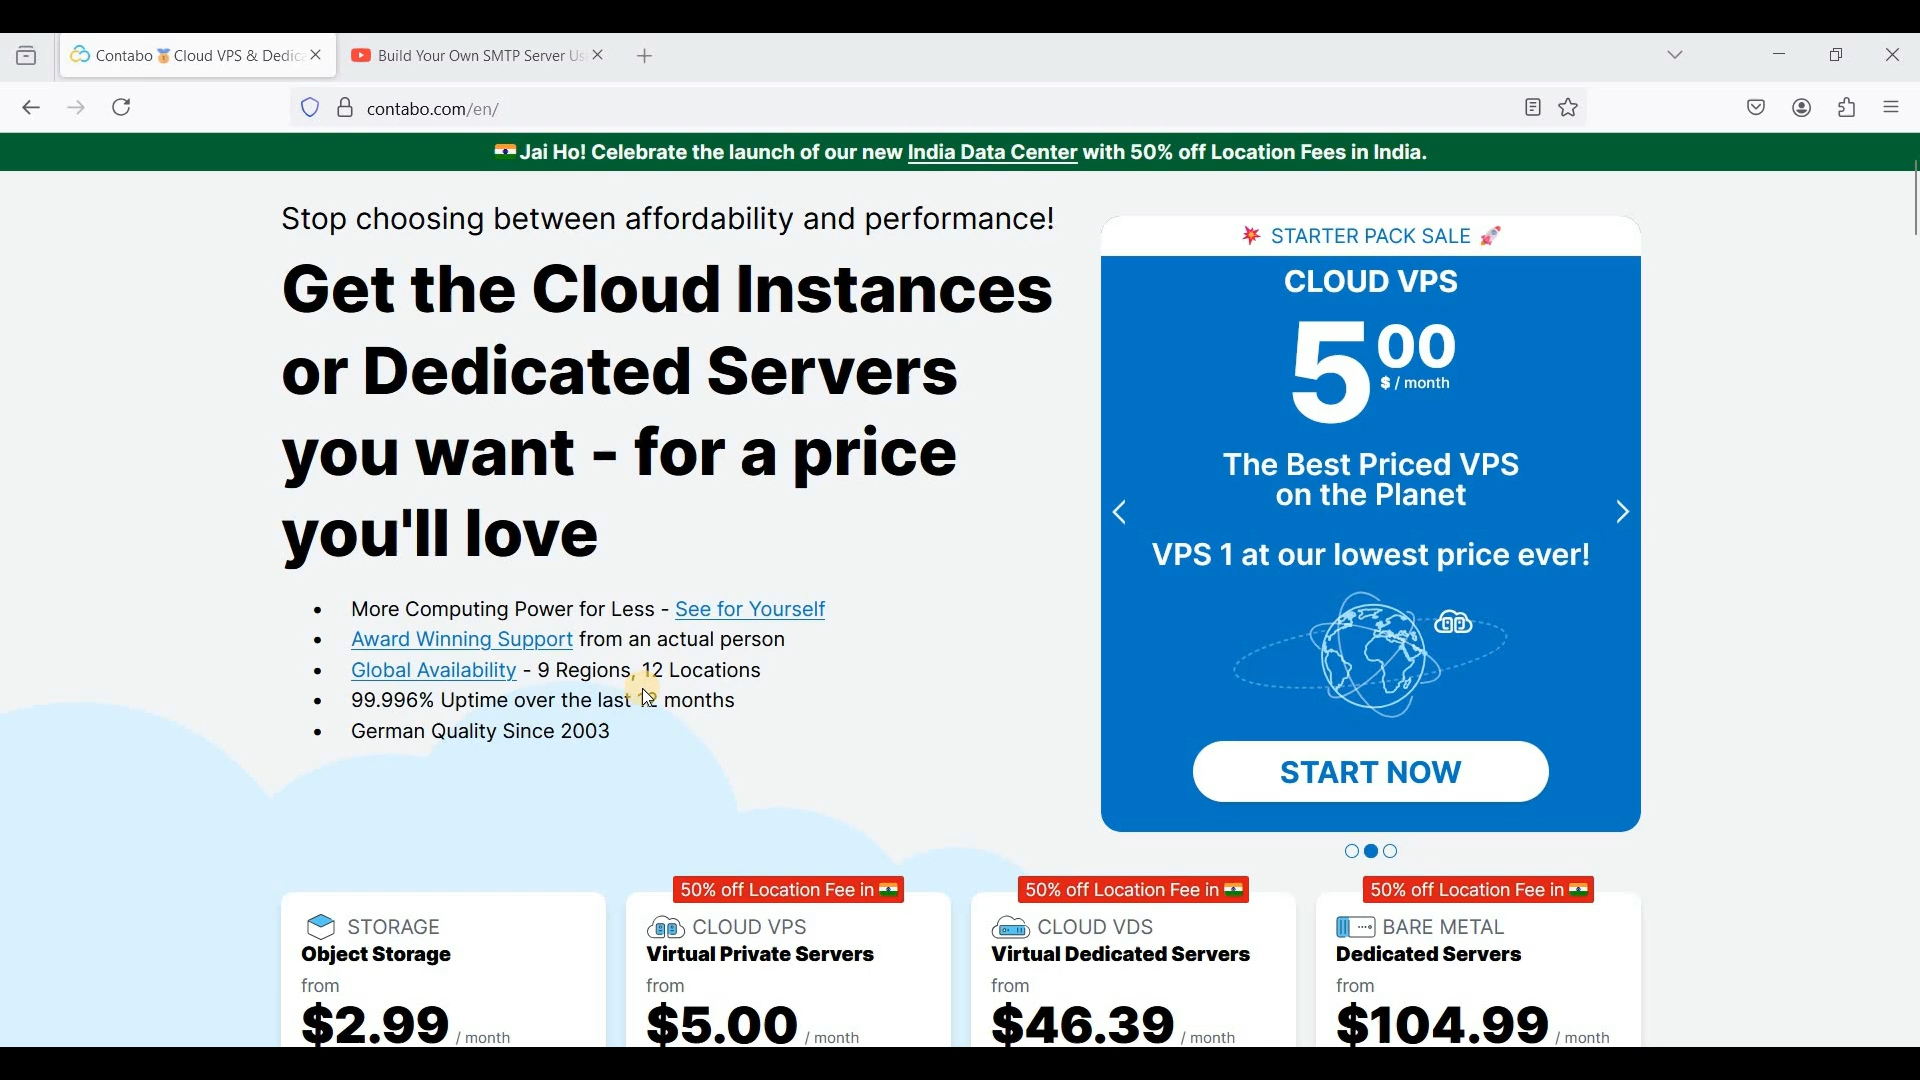 Contabo 🏅Cloud VPS & Dedic
Build Your Own SMTP Server Us
contabo.com/en/
Jai Ho! Celebrate the launch of our new India Data Center with 50% off Location Fees in India.
Stop choosing between affordability and performance!
Get the Cloud Instances
or Dedicated Servers
you want - for a price
you'll love
• More Computing Power for Less - See for Yourself
• Award Winning Support from an actual person
• Global Availability - 9 Regions, 12 Locations
• 99.996% Uptime over the last 12 months
• German Quality Since 2003
💥 STARTER PACK SALE 🚀
CLOUD VPS
5 00
$ / month
The Best Priced VPS
on the Planet
VPS 1 at our lowest price ever!
START NOW
STORAGE
Object Storage
from
$2.99 / month
50% off Location Fee in 🇮🇳
CLOUD VPS
Virtual Private Servers
from
$5.00 / month
50% off Location Fee in 🇮🇳
CLOUD VDS
Virtual Dedicated Servers
from
$46.39 / month
50% off Location Fee in 🇮🇳
BARE METAL
Dedicated Servers
from
$104.99 / month